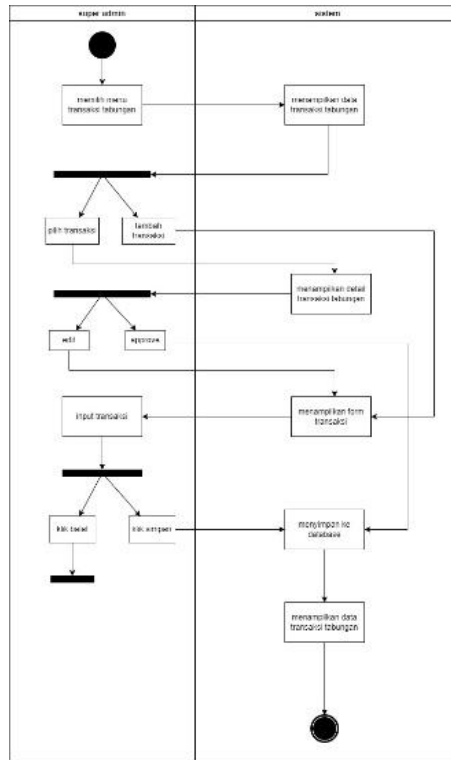 super admin
sistem
memilih menu
transaksi tabungan
menampilkan data
transaksi tabungan
pilih transaksi
tambah
transaksi
menampilkan detail
transaksi tabungan
edit
approve
input transaksi
menampilkan form
transaksi
klik batal
klik simpan
menyimpan ke
database
menampilkan data
transaksi tabungan